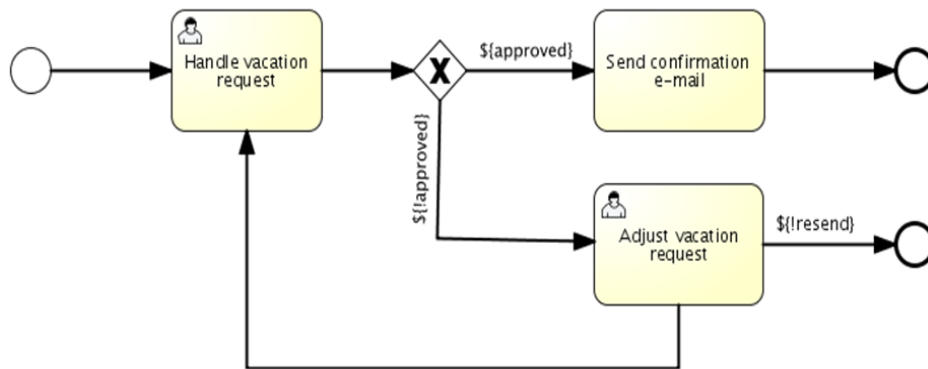 Handle vacation
request
X
${approved}
Send confirmation
e-mail
${!approved}
Adjust vacation
request
${!resend}